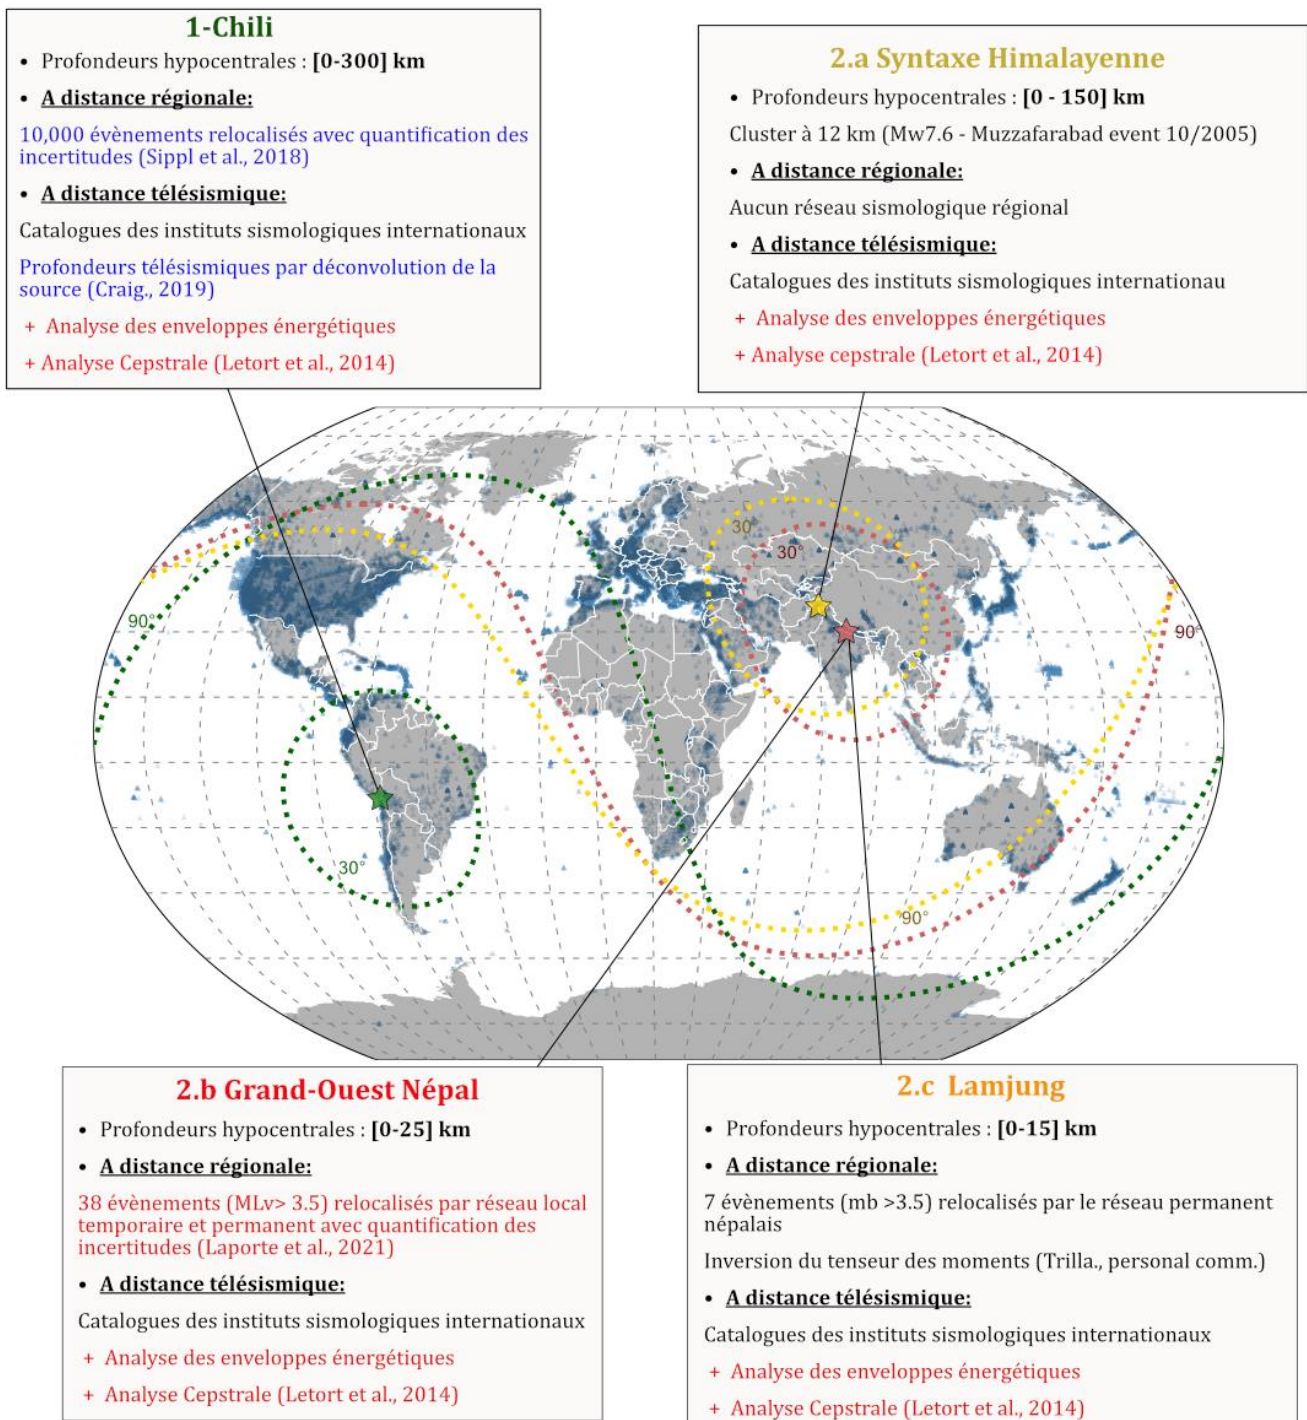 1-Chili
• Profondeurs hypocentrales : [0-300] km
• A distance régionale:
10,000 évènements relocalisés avec quantification des
incertitudes (Sippl et al., 2018)
• A distance télésismique:
Catalogues des instituts sismologiques internationaux
Profondeurs télésismiques par déconvolution de la
source (Craig., 2019)
+ Analyse des enveloppes énergétiques
+ Analyse Cepstrale (Letort et al., 2014)
2.a Syntaxe Himalayenne
• Profondeurs hypocentrales : [0 - 150] km
Cluster à 12 km (Mw7.6 - Muzzafarabad event 10/2005)
• A distance régionale:
Aucun réseau sismologique régional
• A distance télésismique:
Catalogues des instituts sismologiques internationau
+ Analyse des enveloppes énergétiques
+ Analyse cepstrale (Letort et al., 2014)
30°
30°
90°
90°
30°
90°
2.b Grand-Ouest Népal
• Profondeurs hypocentrales : [0-25] km
• A distance régionale:
38 évènements (MLv> 3.5) relocalisés par réseau local
temporaire et permanent avec quantification des
incertitudes (Laporte et al., 2021)
• A distance télésismique:
Catalogues des instituts sismologiques internationaux
+ Analyse des enveloppes énergétiques
+ Analyse Cepstrale (Letort et al., 2014)
2.c Lamjung
• Profondeurs hypocentrales : [0-15] km
• A distance régionale:
7 évènements (mb >3.5) relocalisés par le réseau permanent
népalais
Inversion du tenseur des moments (Trilla., personal comm.)
• A distance télésismique:
Catalogues des instituts sismologiques internationaux
+ Analyse des enveloppes énergétiques
+ Analyse Cepstrale (Letort et al., 2014)